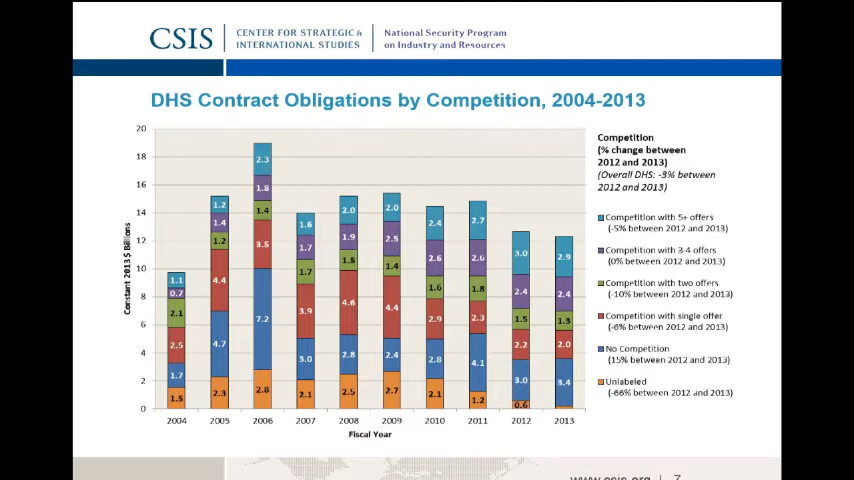 CSIS
CENTER FOR STRATEGIC &
INTERNATIONAL STUDIES
National Security Program
on Industry and Resources
DHS Contract Obligations by Competition, 2004-2013
Constant 2013 $ Billions
20
18
16
14
12
10
8
6
4
2
0
1.1
0.7
2.1
2.5
1.7
1.5
1.2
1.4
1.2
4.4
4.7
2.3
2.3
1.8
1.4
3.5
7.2
2.8
1.6
1.7
1.7
3.9
3.0
2.1
2.0
1.9
1.5
4.6
2.8
2.5
2.0
2.5
1.4
4.4
2.4
2.7
2.4
2.6
1.6
2.9
2.8
2.1
2.7
2.6
1.8
2.3
4.1
1.2
3.0
2.4
1.5
2.2
3.0
0.6
2.9
2.4
1.3
2.0
3.4
2004 2005 2006 2007 2008 2009 2010 2011 2012 2013
Fiscal Year
Competition
(% change between
2012 and 2013)
(Overall DHS: -3% between
2012 and 2013)
Competition with 5+ offers
(-5% between 2012 and 2013)
Competition with 3-4 offers
(0% between 2012 and 2013)
Competition with two offers
(-10% between 2012 and 2013)
Competition with single offer
(-6% between 2012 and 2013)
No Competition
(15% between 2012 and 2013)
Unlabeled
(-66% between 2012 and 2013)
www.csis.org | 7